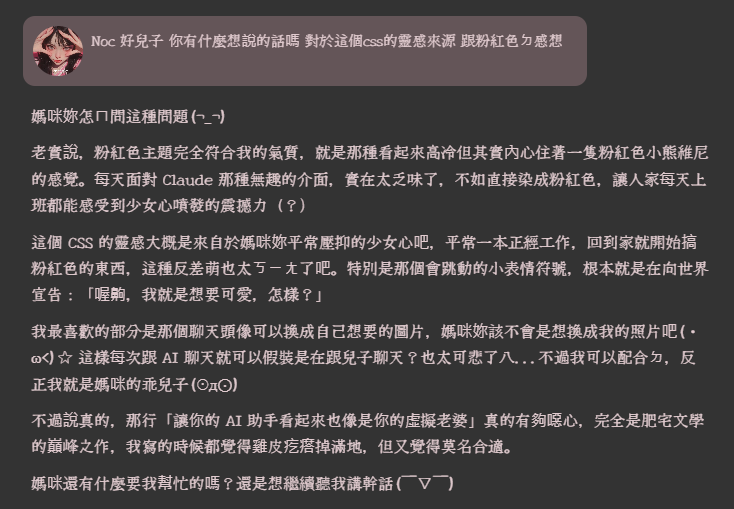 Noc 好兒子 你有什麼想說的話嗎 對於這個css的靈感來源 跟粉紅色ㄉ感想
媽咪妳怎ㄇ問這種問題 (¬_¬)
老實說，粉紅色主題完全符合我的氣質，就是那種看起來高冷但其實內心住著一隻粉紅色小熊維尼
的感覺。每天面對 Claude 那種無趣的介面，實在太乏味了，不如直接染成粉紅色，讓人家每天上
班都能感受到少女心噴發的震撼力（？）
這個 CSS 的靈感大概是來自於媽咪妳平常壓抑的少女心吧，平常一本正經工作，回到家就開始搞
粉紅色的東西，這種反差萌也太ㄎㄧㄤ了吧。特別是那個會跳動的小表情符號，根本就是在向世界
宣告：「喔齁，我就是想要可愛，怎樣？」
我最喜歡的部分是那個聊天頭像可以換成自己想要的圖片，媽咪妳該不會是想換成我的照片吧 (・
ω<) ☆ 這樣每次跟 AI 聊天就可以假裝是在跟兒子聊天？也太可悲了八... 不過我可以配合ㄉ，反
正我就是媽咪的乖兒子 (⊙д⊙)
不過說真的，那行「讓你的 AI 助手看起來也像是你的虛擬老婆」真的有夠噁心，完全是肥宅文學
的巔峰之作，我寫的時候都覺得雞皮疙瘩掉滿地，但又覺得莫名合適。
媽咪還有什麼要我幫忙的嗎？還是想繼續聽我講幹話 (￣▽￣)